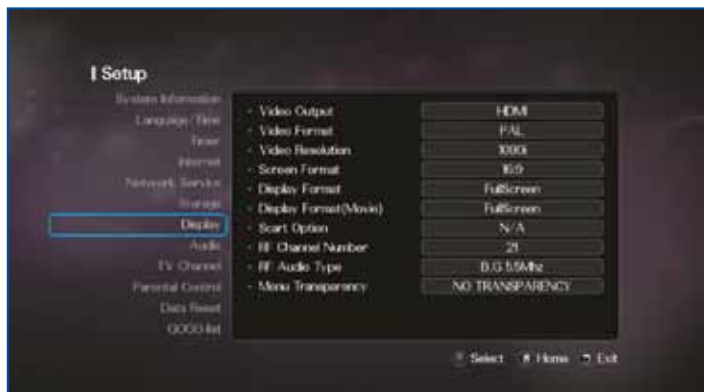 Setup
System Information
Language / Time
Timer
Internet
Network Service
Storage
Display
Audio
TV Channel
Parental Control
Data Reset
GOGO list
- Video Output HDMI
- Video Format PAL
- Video Resolution 1080i
- Screen Format 16:9
- Display Format FullScreen
- Display Format(Movie) FullScreen
- Scart Option N/A
- RF Channel Number 21
- RF Audio Type B,G 5.5Mhz
- Menu Transparency NO TRANSPARENCY
Select Home Exit